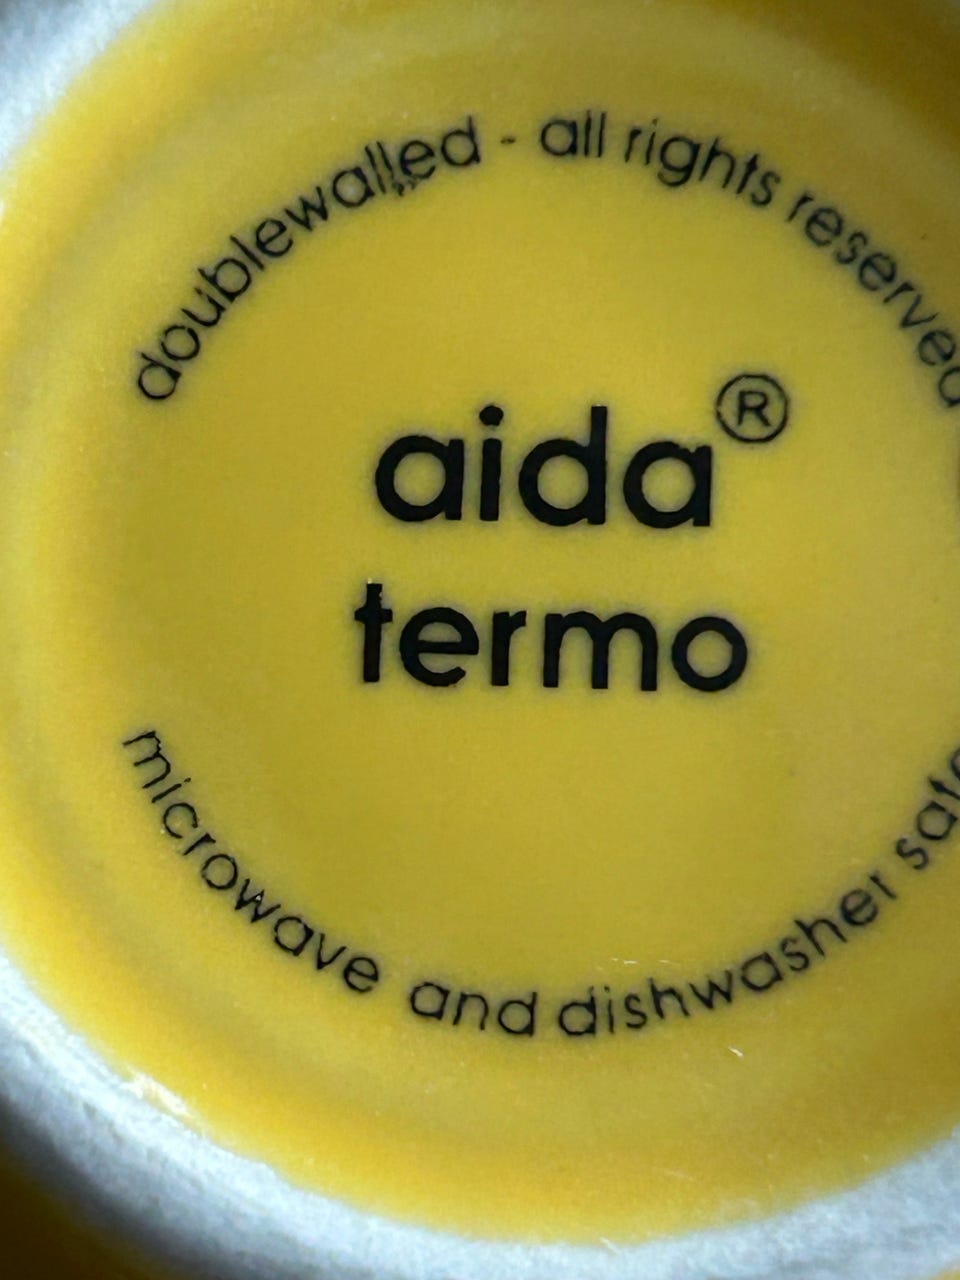 doublewalled - all rights reserved
aida®
termo
microwave and dishwasher safe